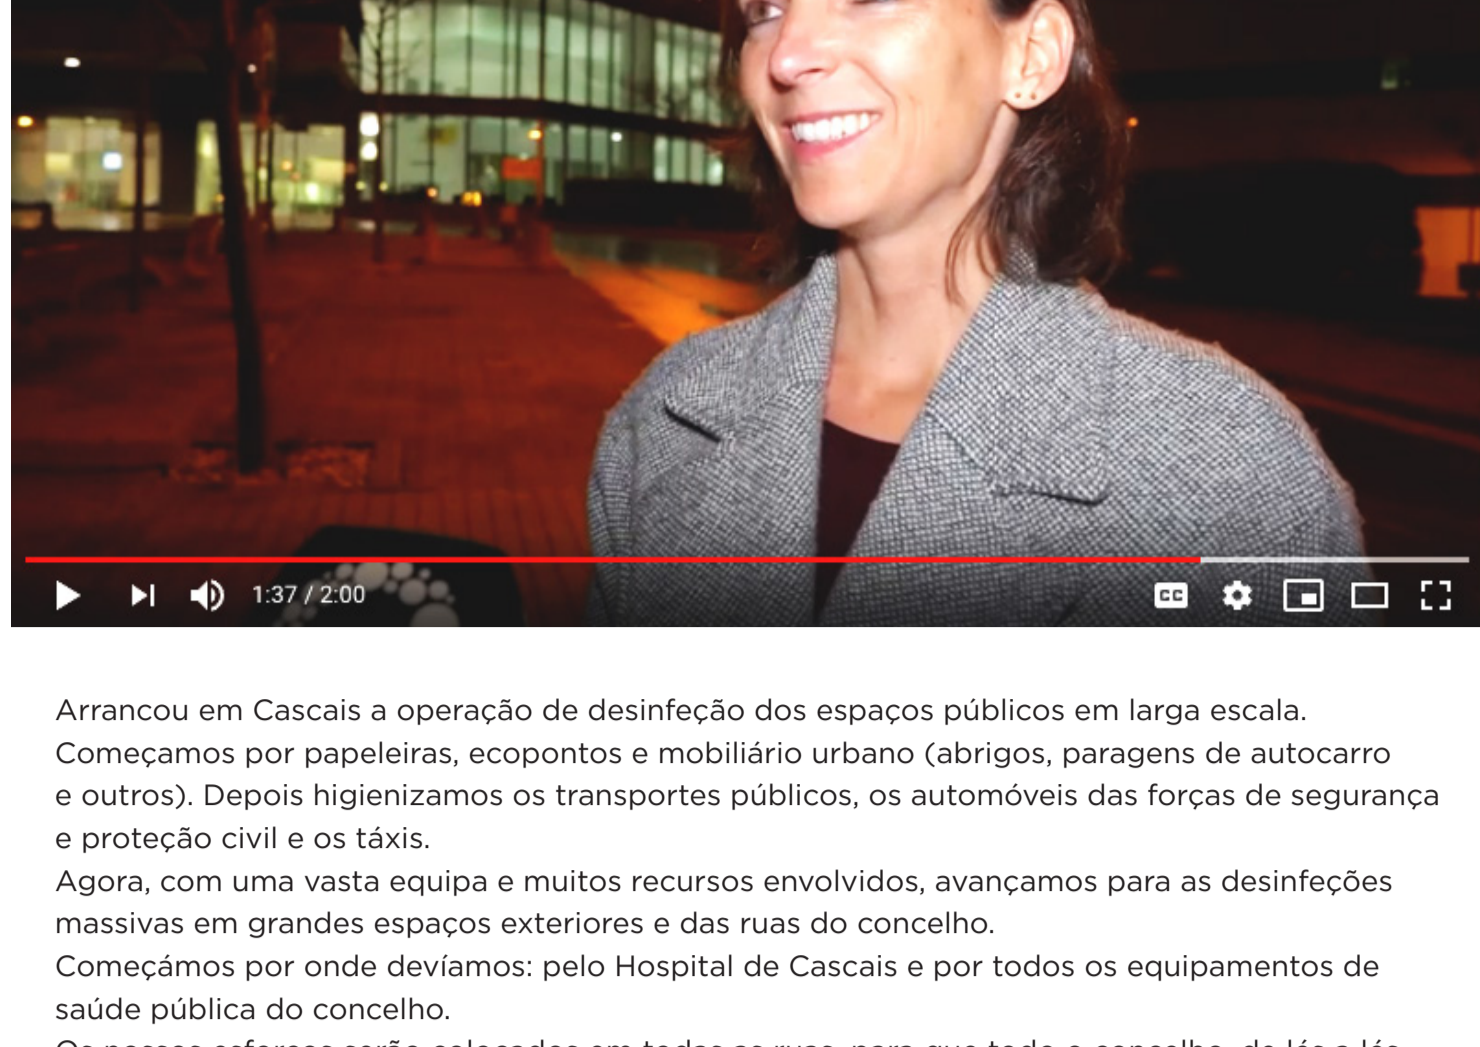 1:37 / 2:00
CC
Arrancou em Cascais a operação de desinfeção dos espaços públicos em larga escala.
Começamos por papeleiras, ecopontos e mobiliário urbano (abrigos, paragens de autocarro
e outros). Depois higienizamos os transportes públicos, os automóveis das forças de segurança
e proteção civil e os táxis.
Agora, com uma vasta equipa e muitos recursos envolvidos, avançamos para as desinfeções
massivas em grandes espaços exteriores e das ruas do concelho.
Começámos por onde devíamos: pelo Hospital de Cascais e por todos os equipamentos de
saúde pública do concelho.